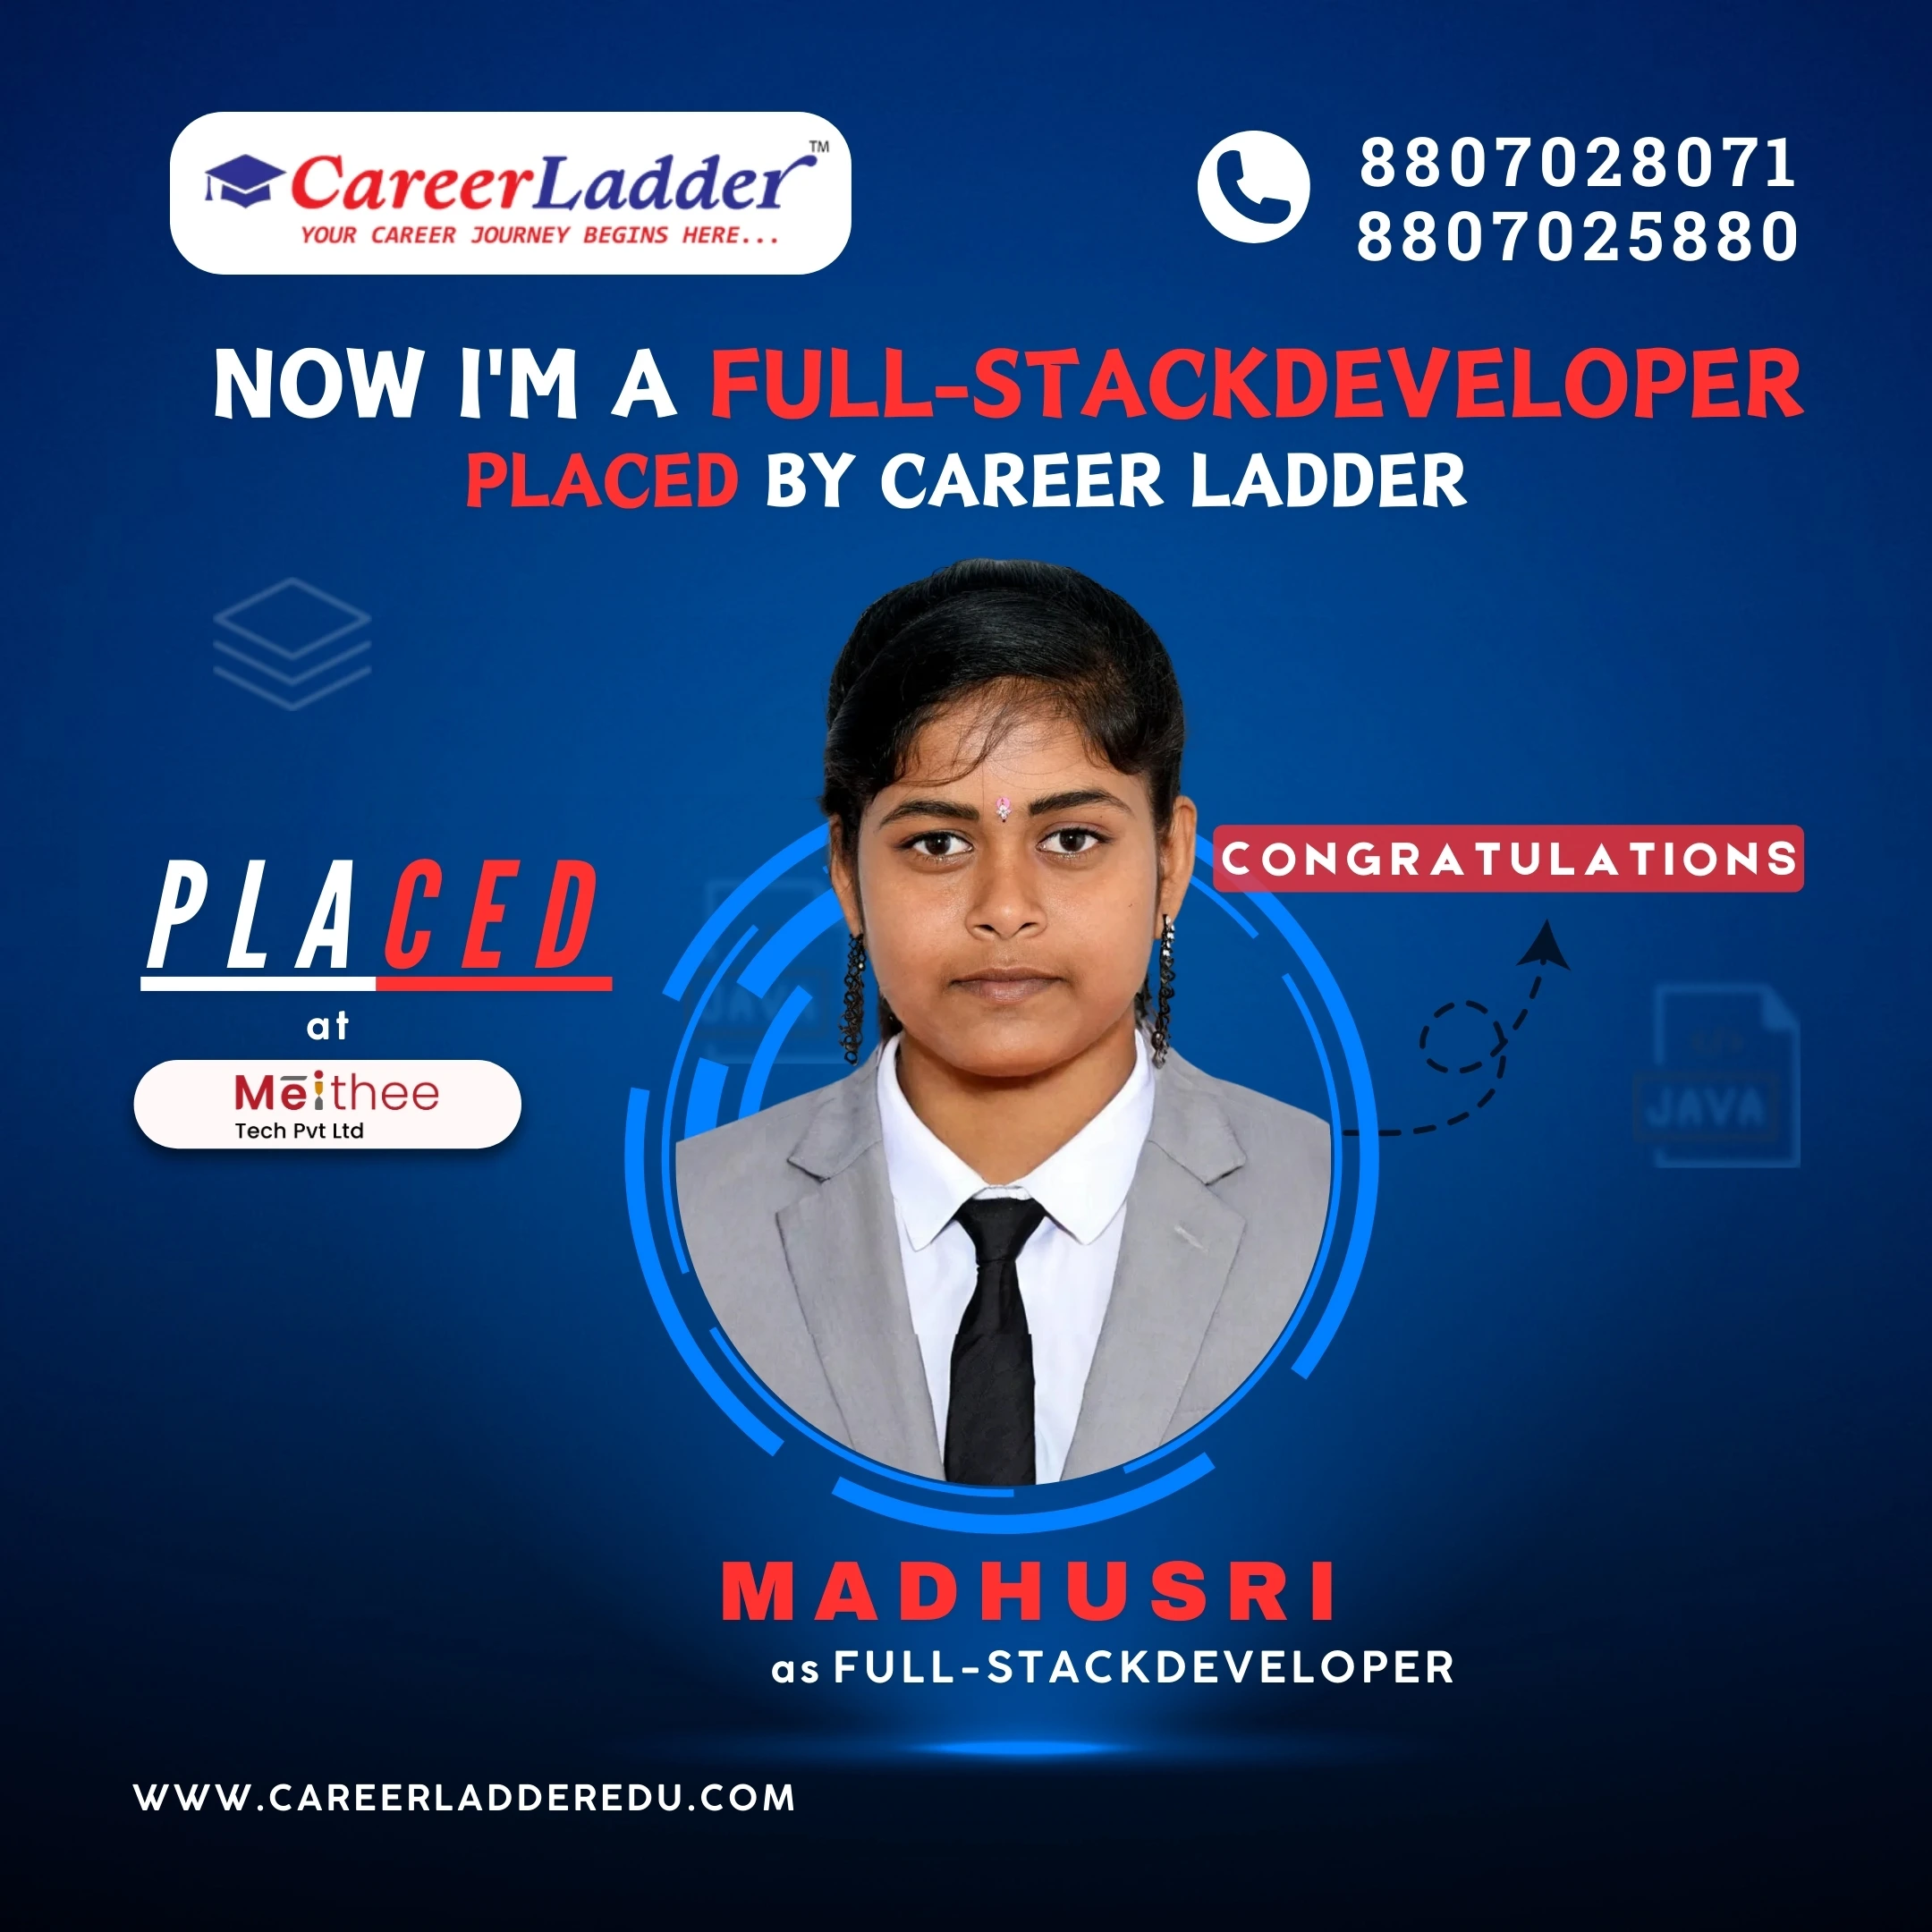 CareerLadder™
YOUR CAREER JOURNEY BEGINS HERE...
8807028071
8807025880
NOW I'M A FULL-STACKDEVELOPER
PLACED BY CAREER LADDER
CONGRATULATIONS
PLACED
at
Meithee
Tech Pvt Ltd
JAVA
JAVA
MADHUSRI
as FULL-STACKDEVELOPER
WWW.CAREERLADDEREDU.COM